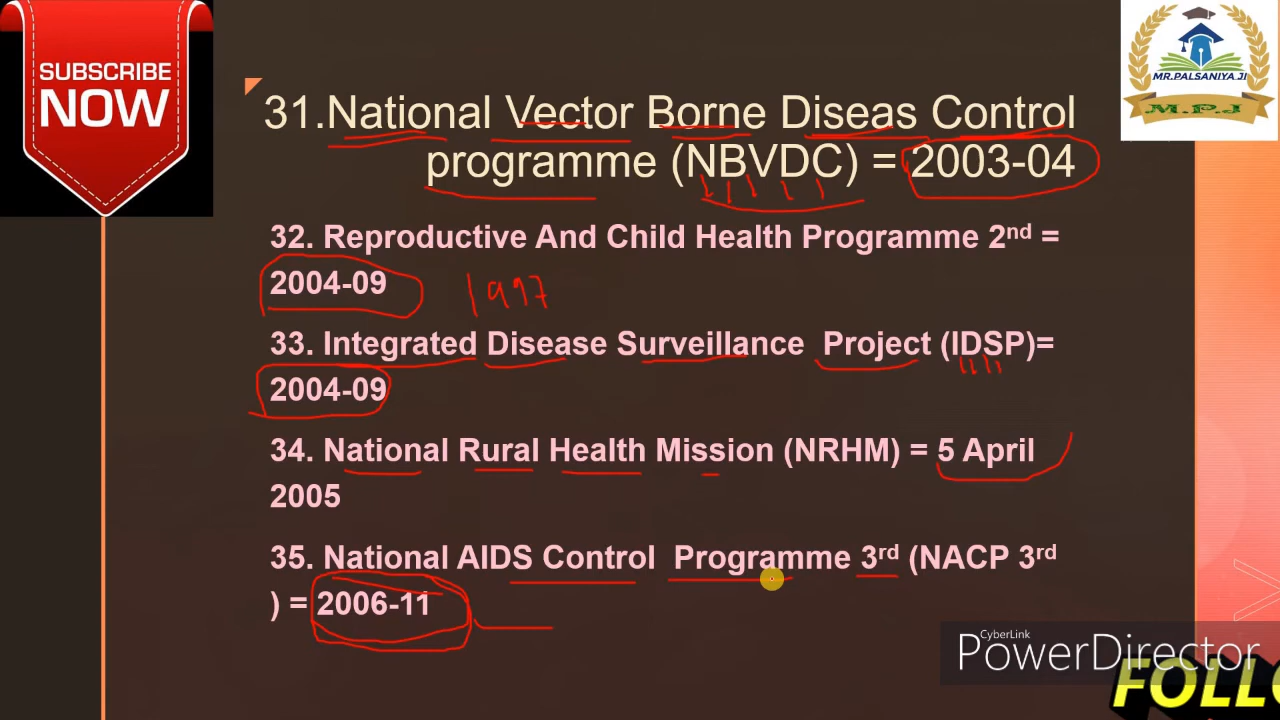 SUBSCRIBE
NOW
MR.PALSANIYA JI
M.P.J
31.National Vector Borne Diseas Control
programme (NBVDC) = 2003-04
32. Reproductive And Child Health Programme 2nd =
2004-09
1997
33. Integrated Disease Surveillance Project (IDSP)=
2004-09
34. National Rural Health Mission (NRHM) = 5 April
2005
35. National AIDS Control Programme 3rd (NACP 3rd
) = 2006-11
CyberLink
PowerDirector
FOLLO